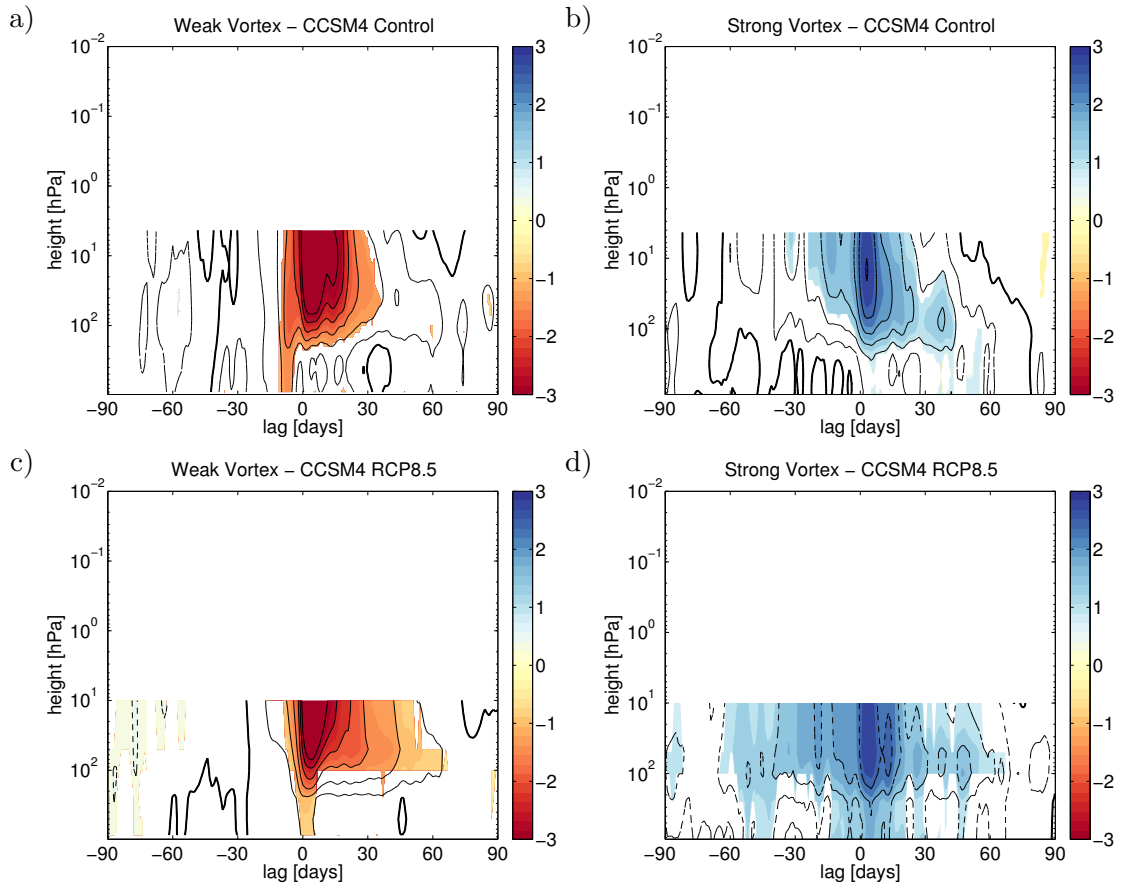 a)
Weak Vortex − CCSM4 Control
10^−2
10^−1
10^0
10^1
10^2
height [hPa]
−90 −60 −30 0 30 60 90
lag [days]
3
2
1
0
−1
−2
−3
b)
Strong Vortex − CCSM4 Control
10^−2
10^−1
10^0
10^1
10^2
height [hPa]
−90 −60 −30 0 30 60 90
lag [days]
3
2
1
0
−1
−2
−3
c)
Weak Vortex − CCSM4 RCP8.5
10^−2
10^−1
10^0
10^1
10^2
height [hPa]
−90 −60 −30 0 30 60 90
lag [days]
3
2
1
0
−1
−2
−3
d)
Strong Vortex − CCSM4 RCP8.5
10^−2
10^−1
10^0
10^1
10^2
height [hPa]
−90 −60 −30 0 30 60 90
lag [days]
3
2
1
0
−1
−2
−3